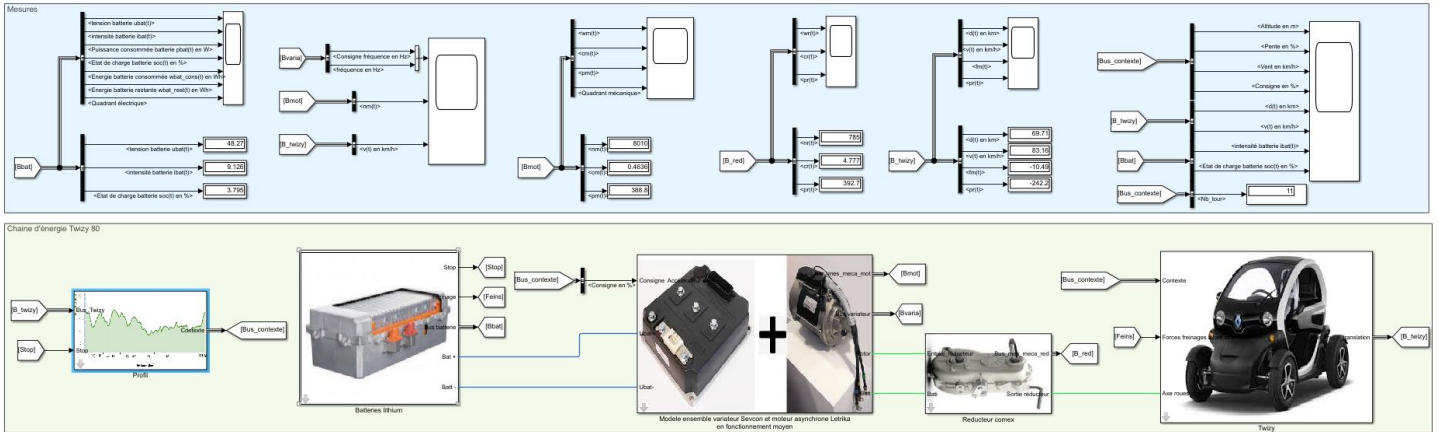 Mesures
<tension batterie ubat(t)>
<intensité batterie ibat(t)>
<Puissance consommée batterie pbat(t) en W>
<Etat de charge batterie soc(t) en %>
<Energie batterie consommée wbat_cons(t) en Wh>
<Energie batterie restante wbat_rest(t) en Wh>
<Quadrant électrique>
[Bbat]
<tension batterie ubat(t)>
48.27
<intensité batterie ibat(t)>
9.126
<Etat de charge batterie soc(t) en %>
3.795
[Bvaria]
<Consigne fréquence en Hz>
<fréquence en Hz>
[Bmot]
<nm(t)>
[B_twizy]
<v(t) en km/h>
<wm(t)>
<cm(t)>
<pm(t)>
<Quadrant mécanique>
[Bmot]
<nm(t)>
8010
<cm(t)>
0.4636
<pm(t)>
388.8
<wr(t)>
<cr(t)>
<pr(t)>
[B_red]
<nr(t)>
785
<cr(t)>
4.777
<pr(t)>
392.7
<d(t) en km>
<v(t) en km/h>
<fm(t)>
<pr(t)>
[B_twizy]
<d(t) en km>
69.71
<v(t) en km/h>
83.16
<fm(t)>
-10.49
<pr(t)>
-242.2
<Altitude en m>
<Pente en %>
[Bus_contexte]
<Vent en km/h>
<Consigne en %>
<d(t) en km>
[B_twizy]
<v(t) en km/h>
<intensité batterie ibat(t)>
[Bbat]
<Etat de charge batterie soc(t) en %>
[Bus_contexte]
<Nb_tour>
11
Chaine d'énergie Twizy 80
[B_twizy]
Bus_Twizy
Contexte
[Bus_contexte]
[Stop]
Stop
Profil
Stop
[Stop]
[Feins]
Bus batterie
[Bbat]
Bat +
Batt -
Batteries lithium
[Bus_contexte]
<Consigne en %>
Consigne Accélérateur
Ubat+
Ubat-
+
Bus_mes_meca_mot
[Bmot]
Bus variateur
[Bvaria]
Rotor
Modele ensemble variateur Sevcon et moteur asynchrone Letrika
en fonctionnement moyen
Entrée Réducteur
Bus_mes_meca_red
[B_red]
Bati
Sortie réducteur
Reducteur comex
[Bus_contexte]
Contexte
[Feins]
Forces freinages
translation
[B_twizy]
Axe roues
Twizy